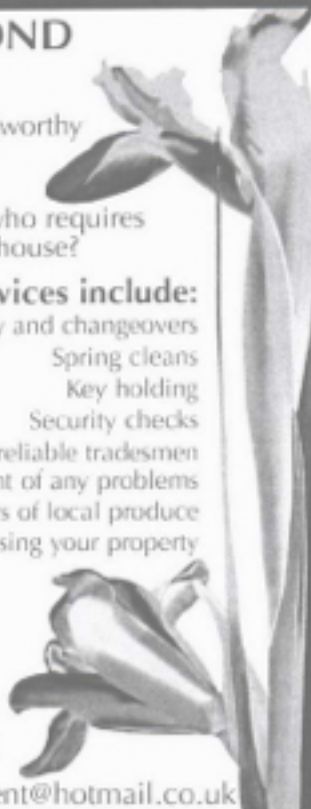 OND
worthy
who requires
house?
vices include:
y and changeovers
Spring cleans
Key holding
Security checks
reliable tradesmen
nt of any problems
s of local produce
sing your property
ent@hotmail.co.uk